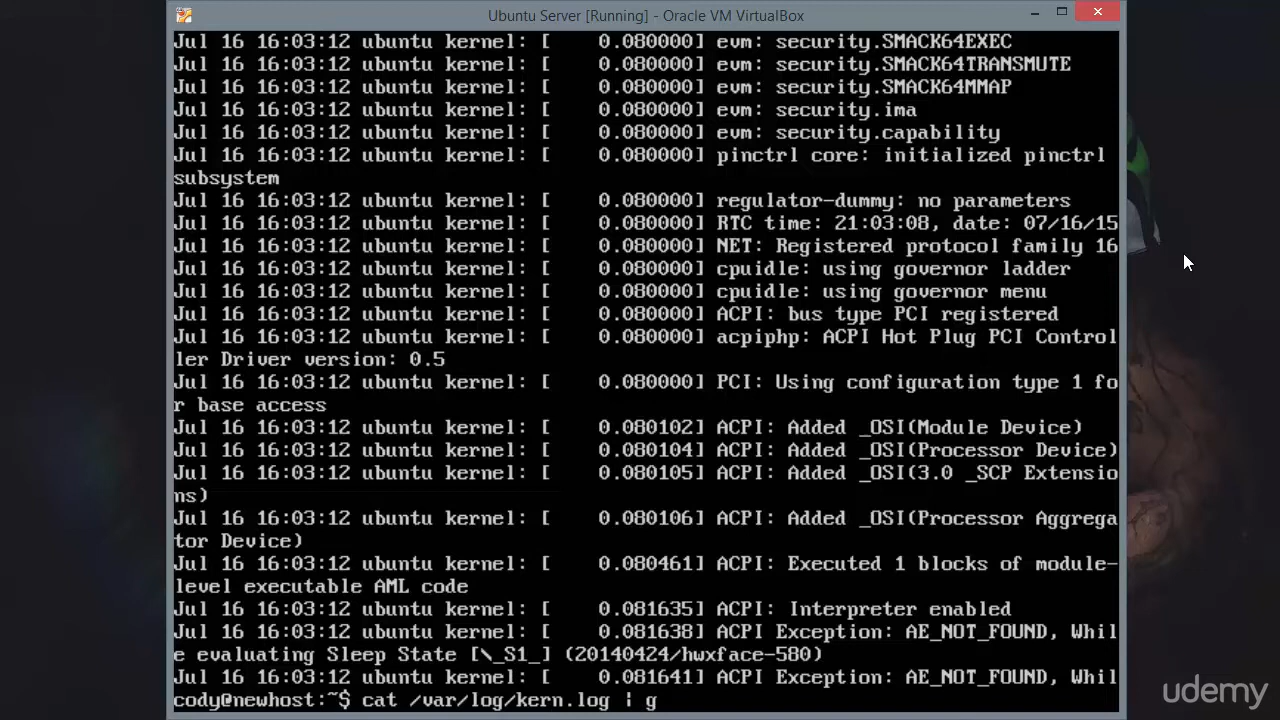 Ubuntu Server [Running] - Oracle VM VirtualBox
Jul 16 16:03:12 ubuntu kernel: [    0.080000] evm: security.SMACK64EXEC
Jul 16 16:03:12 ubuntu kernel: [    0.080000] evm: security.SMACK64TRANSMUTE
Jul 16 16:03:12 ubuntu kernel: [    0.080000] evm: security.SMACK64MMAP
Jul 16 16:03:12 ubuntu kernel: [    0.080000] evm: security.ima
Jul 16 16:03:12 ubuntu kernel: [    0.080000] evm: security.capability
Jul 16 16:03:12 ubuntu kernel: [    0.080000] pinctrl core: initialized pinctrl
subsystem
Jul 16 16:03:12 ubuntu kernel: [    0.080000] regulator-dummy: no parameters
Jul 16 16:03:12 ubuntu kernel: [    0.080000] RTC time: 21:03:08, date: 07/16/15
Jul 16 16:03:12 ubuntu kernel: [    0.080000] NET: Registered protocol family 16
Jul 16 16:03:12 ubuntu kernel: [    0.080000] cpuidle: using governor ladder
Jul 16 16:03:12 ubuntu kernel: [    0.080000] cpuidle: using governor menu
Jul 16 16:03:12 ubuntu kernel: [    0.080000] ACPI: bus type PCI registered
Jul 16 16:03:12 ubuntu kernel: [    0.080000] acpiphp: ACPI Hot Plug PCI Control
ler Driver version: 0.5
Jul 16 16:03:12 ubuntu kernel: [    0.080000] PCI: Using configuration type 1 fo
r base access
Jul 16 16:03:12 ubuntu kernel: [    0.080102] ACPI: Added _OSI(Module Device)
Jul 16 16:03:12 ubuntu kernel: [    0.080104] ACPI: Added _OSI(Processor Device)
Jul 16 16:03:12 ubuntu kernel: [    0.080105] ACPI: Added _OSI(3.0 _SCP Extensio
ns)
Jul 16 16:03:12 ubuntu kernel: [    0.080106] ACPI: Added _OSI(Processor Aggrega
tor Device)
Jul 16 16:03:12 ubuntu kernel: [    0.080461] ACPI: Executed 1 blocks of module-
level executable AML code
Jul 16 16:03:12 ubuntu kernel: [    0.081635] ACPI: Interpreter enabled
Jul 16 16:03:12 ubuntu kernel: [    0.081638] ACPI Exception: AE_NOT_FOUND, Whil
e evaluating Sleep State [\_S1_] (20140424/hwxface-580)
Jul 16 16:03:12 ubuntu kernel: [    0.081641] ACPI Exception: AE_NOT_FOUND, Whil
cody@newhost:~$ cat /var/log/kern.log | g
udemy